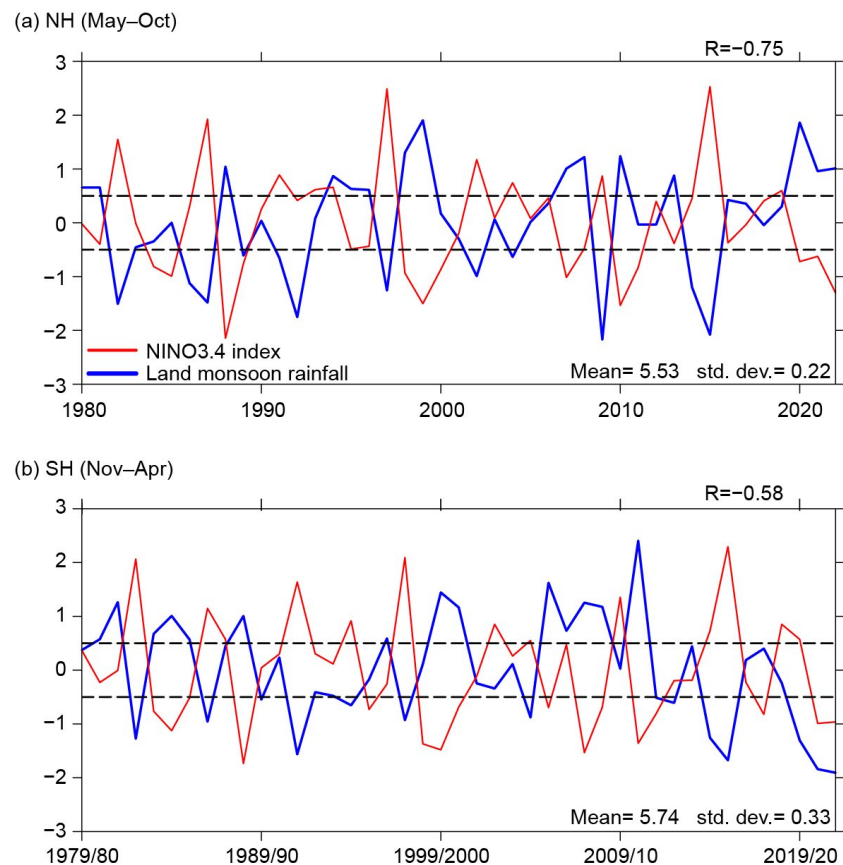 (a) NH (May–Oct)
R=−0.75
3
2
1
0
−1
−2
−3
NINO3.4 index
Land monsoon rainfall
Mean= 5.53 std. dev.= 0.22
1980 1990 2000 2010 2020
(b) SH (Nov–Apr)
R=−0.58
3
2
1
0
−1
−2
−3
Mean= 5.74 std. dev.= 0.33
1979/80 1989/90 1999/2000 2009/10 2019/20